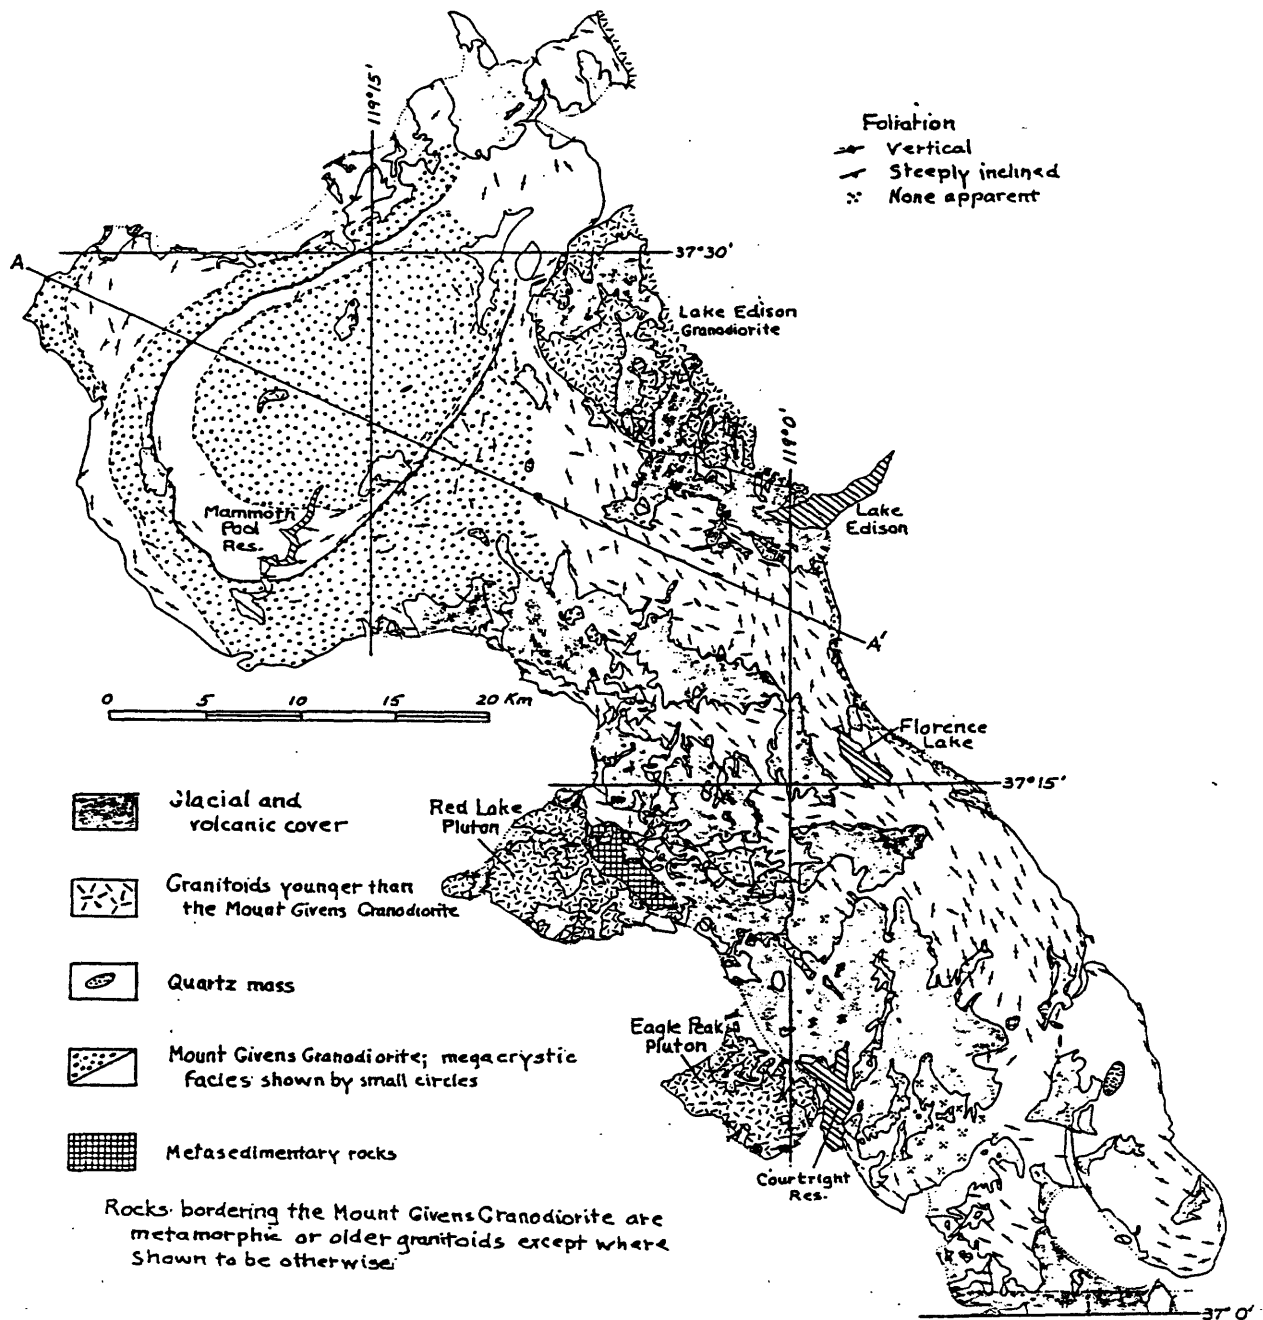 119°15'
Foliation
Vertical
Steeply inclined
None apparent
A
37°30'
Lake Edison
Granodiorite
119°0'
Mammoth
Pool
Res.
Lake
Edison
A'
0 5 10 15 20 Km
Florence
Lake
37°15'
Glacial and
volcanic cover
Red Lake
Pluton
Granitoids younger than
the Mount Givens Granodiorite
Quartz mass
Eagle Peak
Pluton
Mount Givens Granodiorite; megacrystic
facies shown by small circles
Metasedimentary rocks
Courtright
Res.
Rocks bordering the Mount Givens Granodiorite are
metamorphic or older granitoids except where
Shown to be otherwise
37°0'